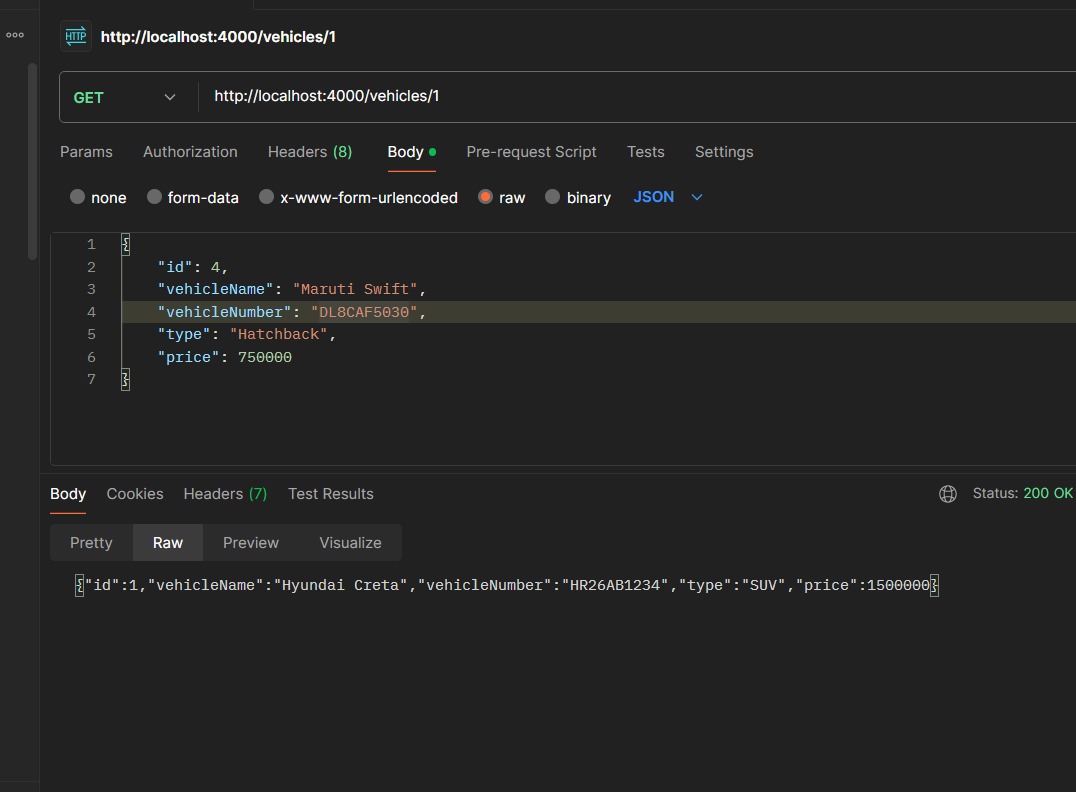 HTTP http://localhost:4000/vehicles/1
GET http://localhost:4000/vehicles/1
Params Authorization Headers (8) Body Pre-request Script Tests Settings
none form-data x-www-form-urlencoded raw binary JSON
1 {
2 "id": 4,
3 "vehicleName": "Maruti Swift",
4 "vehicleNumber": "DL8CAF5030",
5 "type": "Hatchback",
6 "price": 750000
7 }
Body Cookies Headers (7) Test Results Status: 200 OK
Pretty Raw Preview Visualize
{"id":1,"vehicleName":"Hyundai Creta","vehicleNumber":"HR26AB1234","type":"SUV","price":1500000}